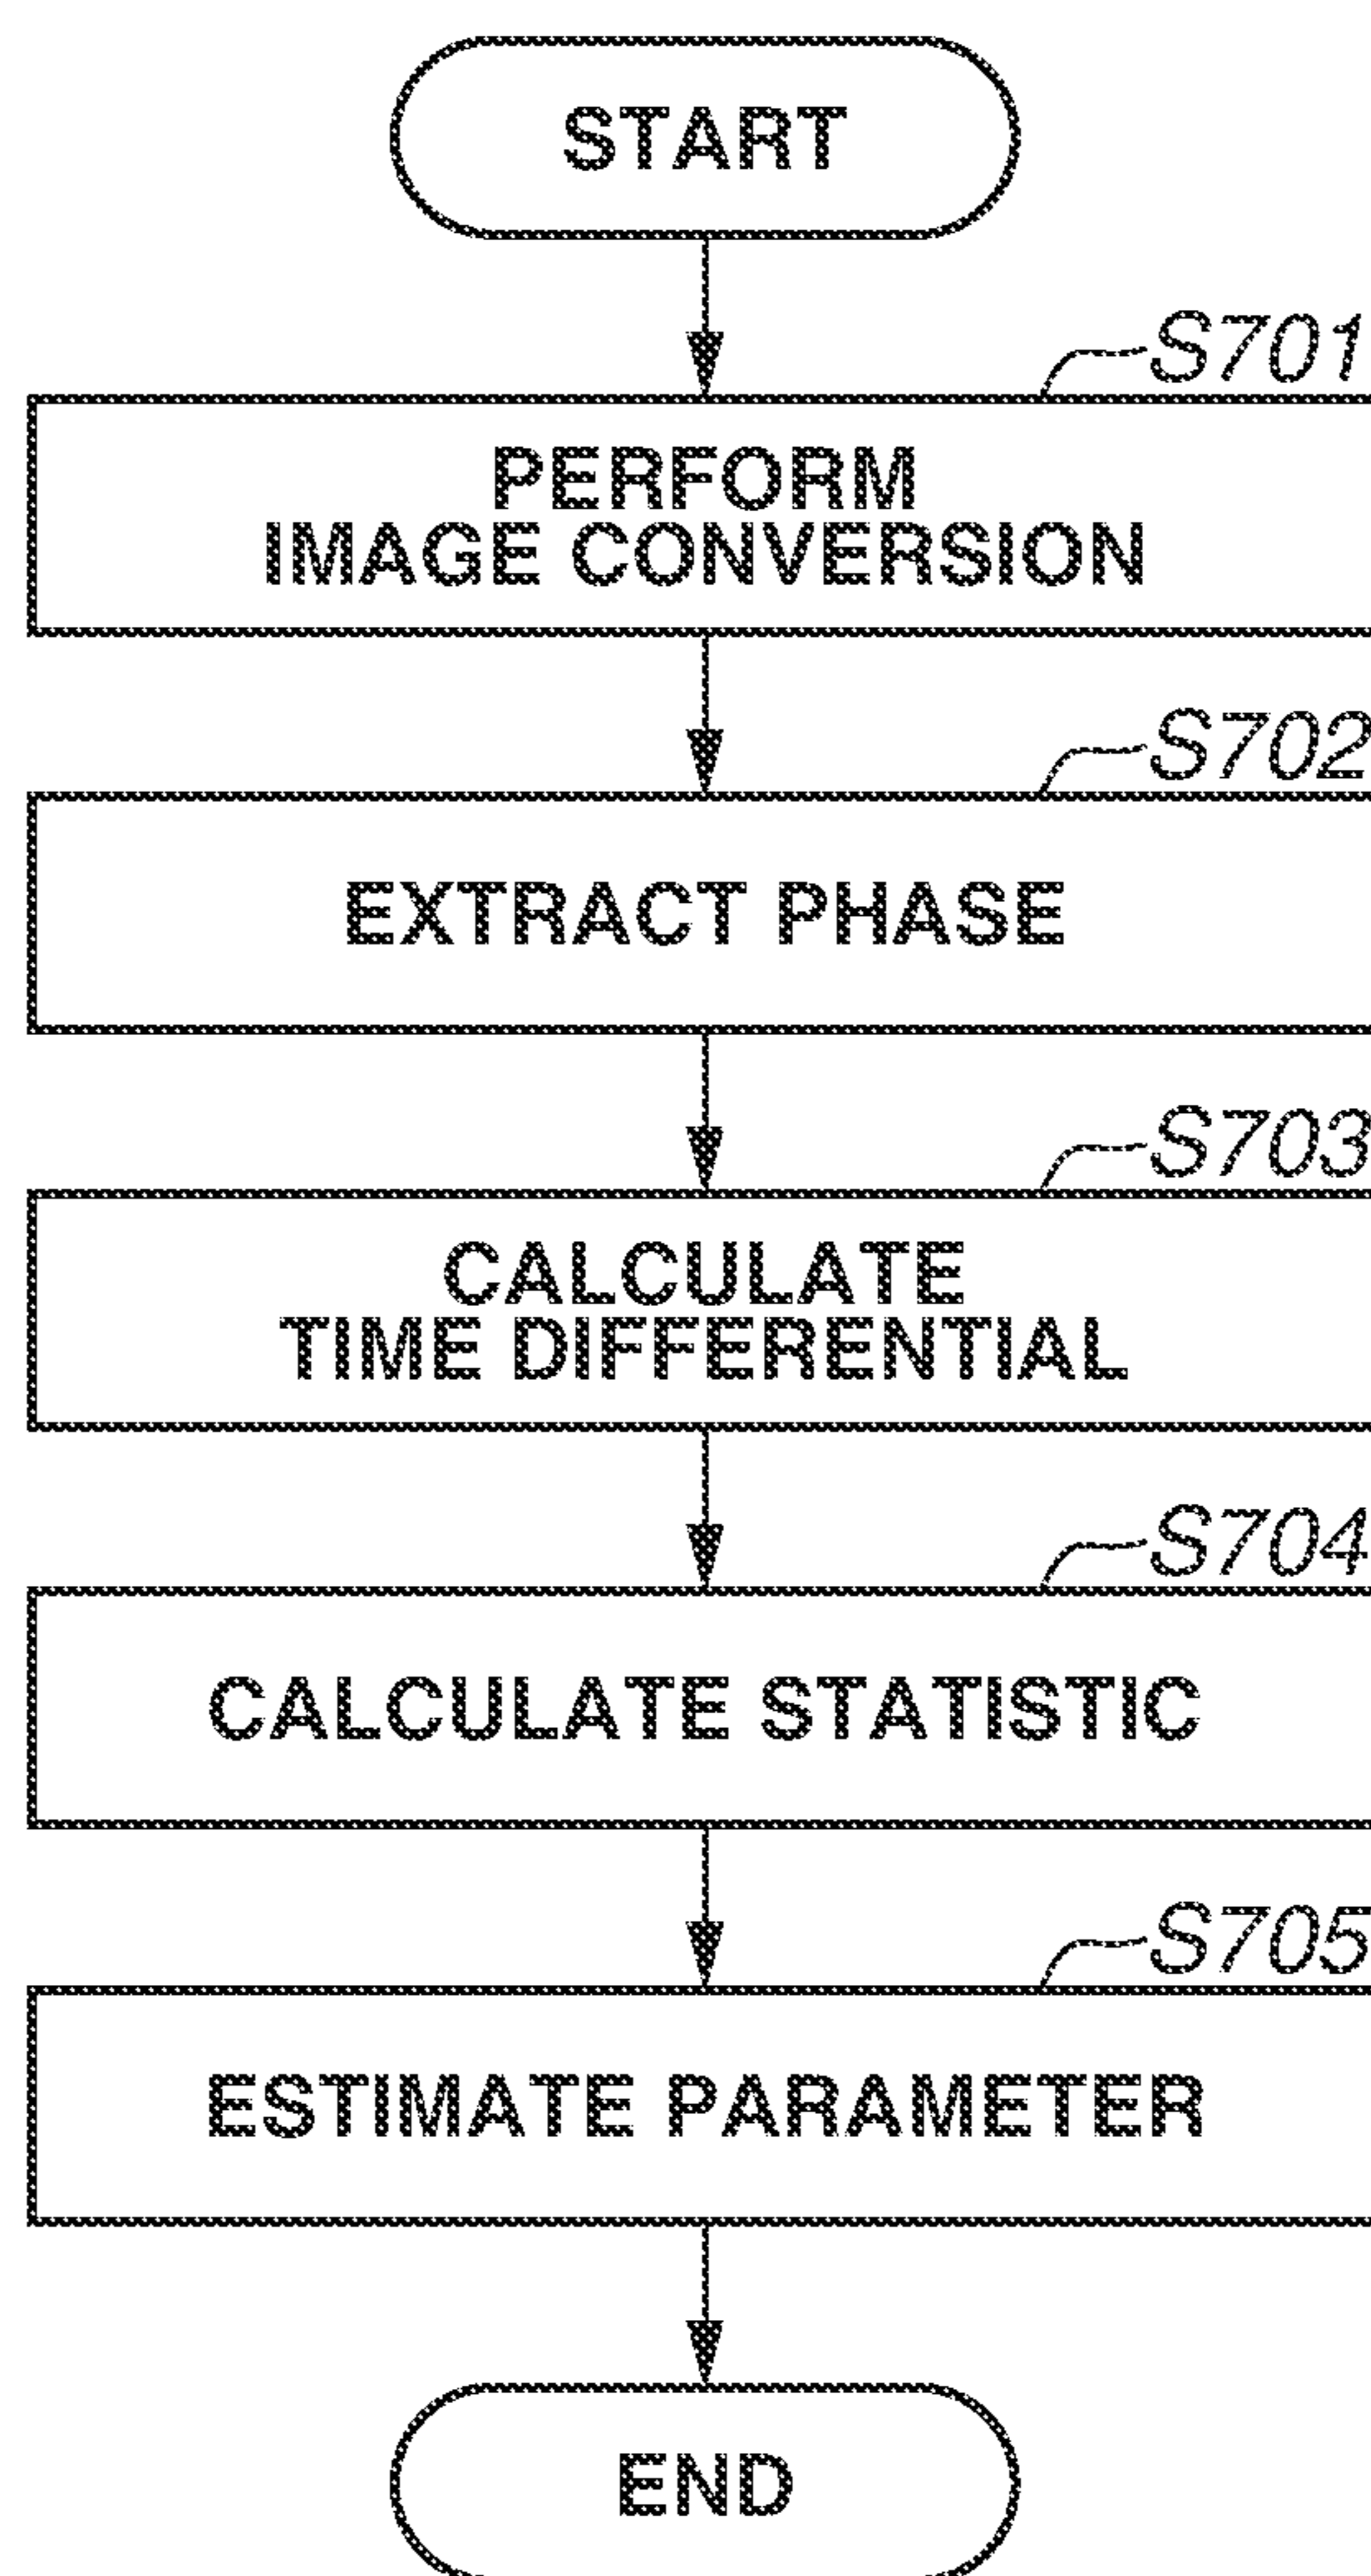 START
S701
PERFORM
IMAGE CONVERSION
S702
EXTRACT PHASE
S703
CALCULATE
TIME DIFFERENTIAL
S704
CALCULATE STATISTIC
S705
ESTIMATE PARAMETER
END